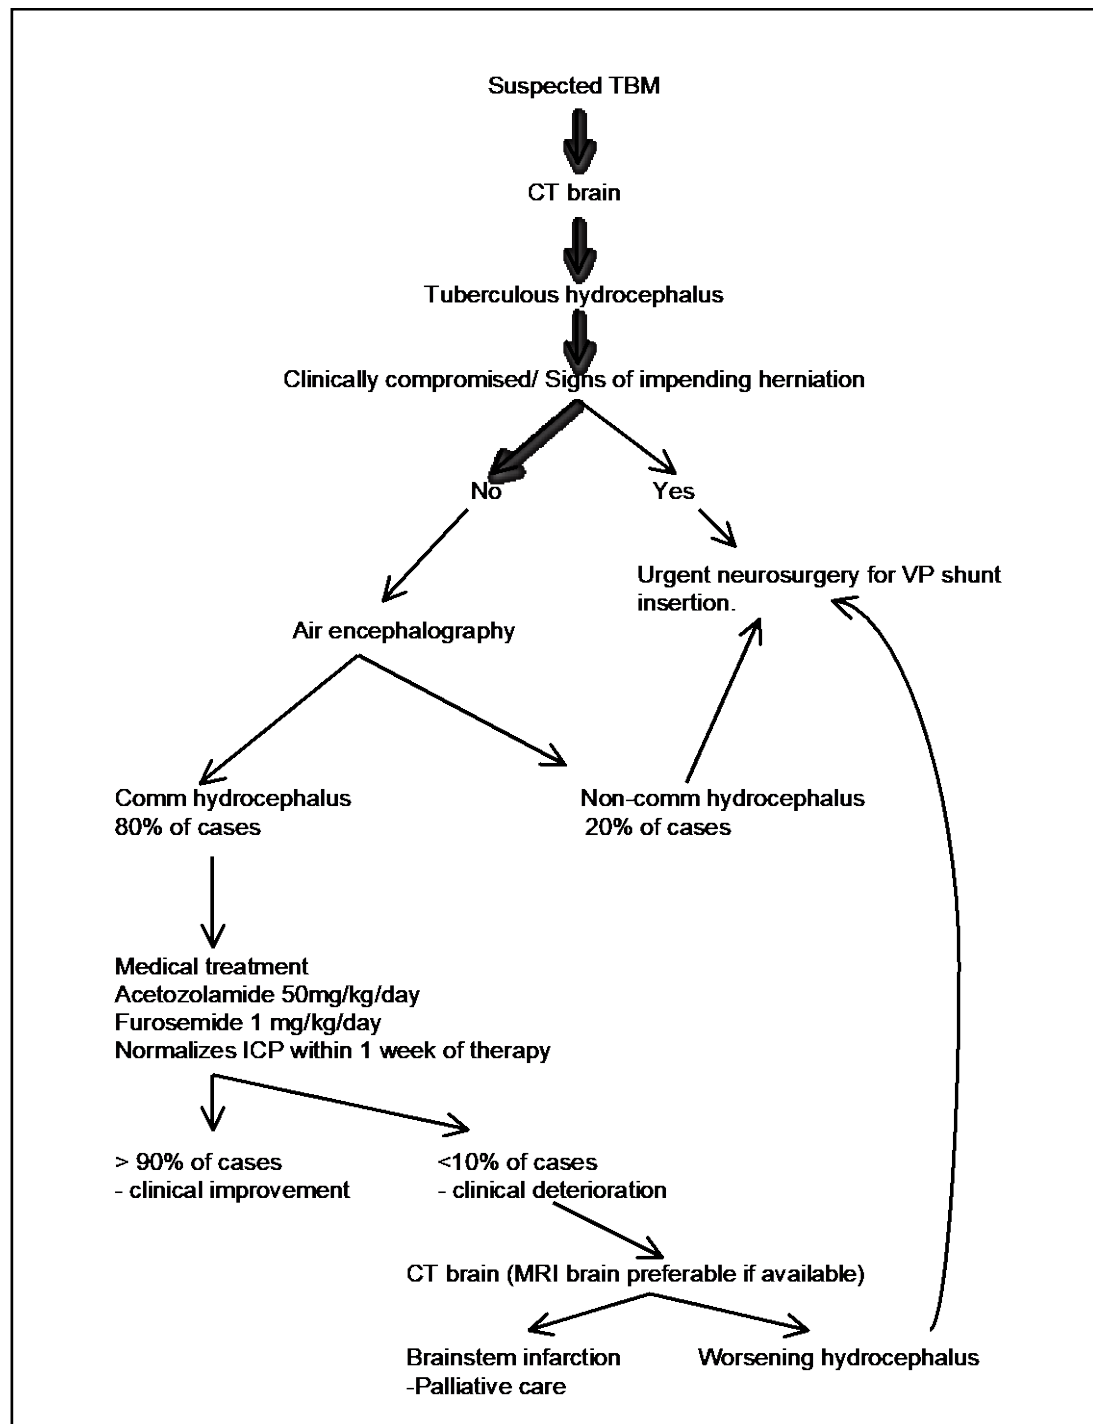 Suspected TBM
CT brain
Tuberculous hydrocephalus
Clinically compromised/ Signs of impending herniation
No
Yes
Urgent neurosurgery for VP shunt
insertion.
Air encephalography
Comm hydrocephalus
80% of cases
Non-comm hydrocephalus
20% of cases
Medical treatment
Acetozolamide 50mg/kg/day
Furosemide 1 mg/kg/day
Normalizes ICP within 1 week of therapy
> 90% of cases
- clinical improvement
<10% of cases
- clinical deterioration
CT brain (MRI brain preferable if available)
Brainstem infarction
-Palliative care
Worsening hydrocephalus